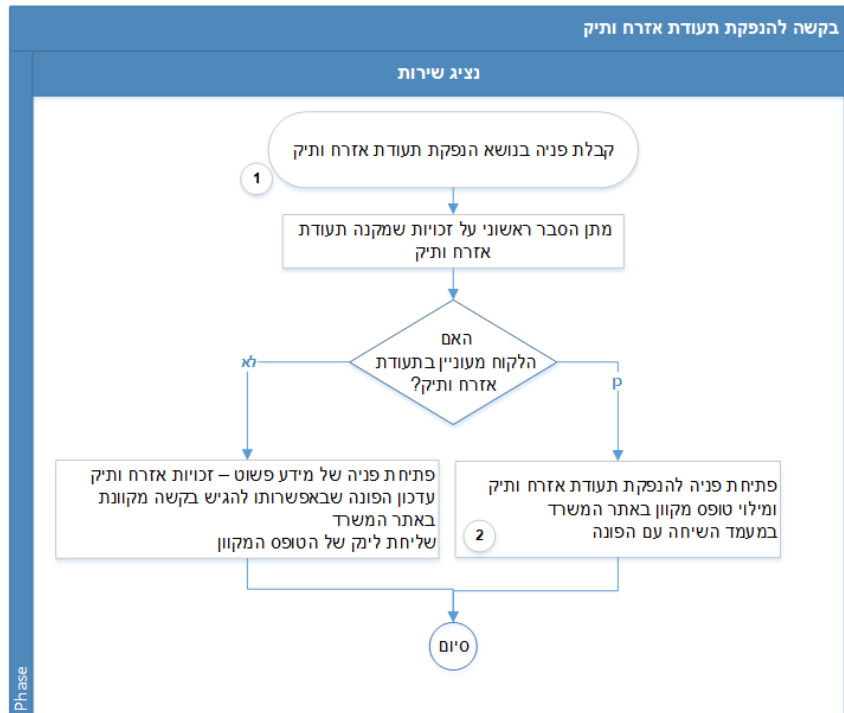 בקשה להנפקת תעודת אזרח ותיק
נציג שירות
קבלת פניה בנושא הנפקת תעודת אזרח ותיק
1
מתן הסבר ראשוני על זכויות שמקנה תעודת
אזרח ותיק
האם
הלקוח מעוניין בתעודת
אזרח ותיק?
כן
לא
פתיחת פניה להנפקת תעודת אזרח ותיק
ומילוי טופס מקוון באתר המשרד
במעמד השיחה עם הפונה
2
פתיחת פניה של מידע פשוט – זכויות אזרח ותיק
עדכון הפונה שבאפשרותו להגיש בקשה מקוונת
באתר המשרד
שליחת לינק של הטופס המקוון
סיום
Phase